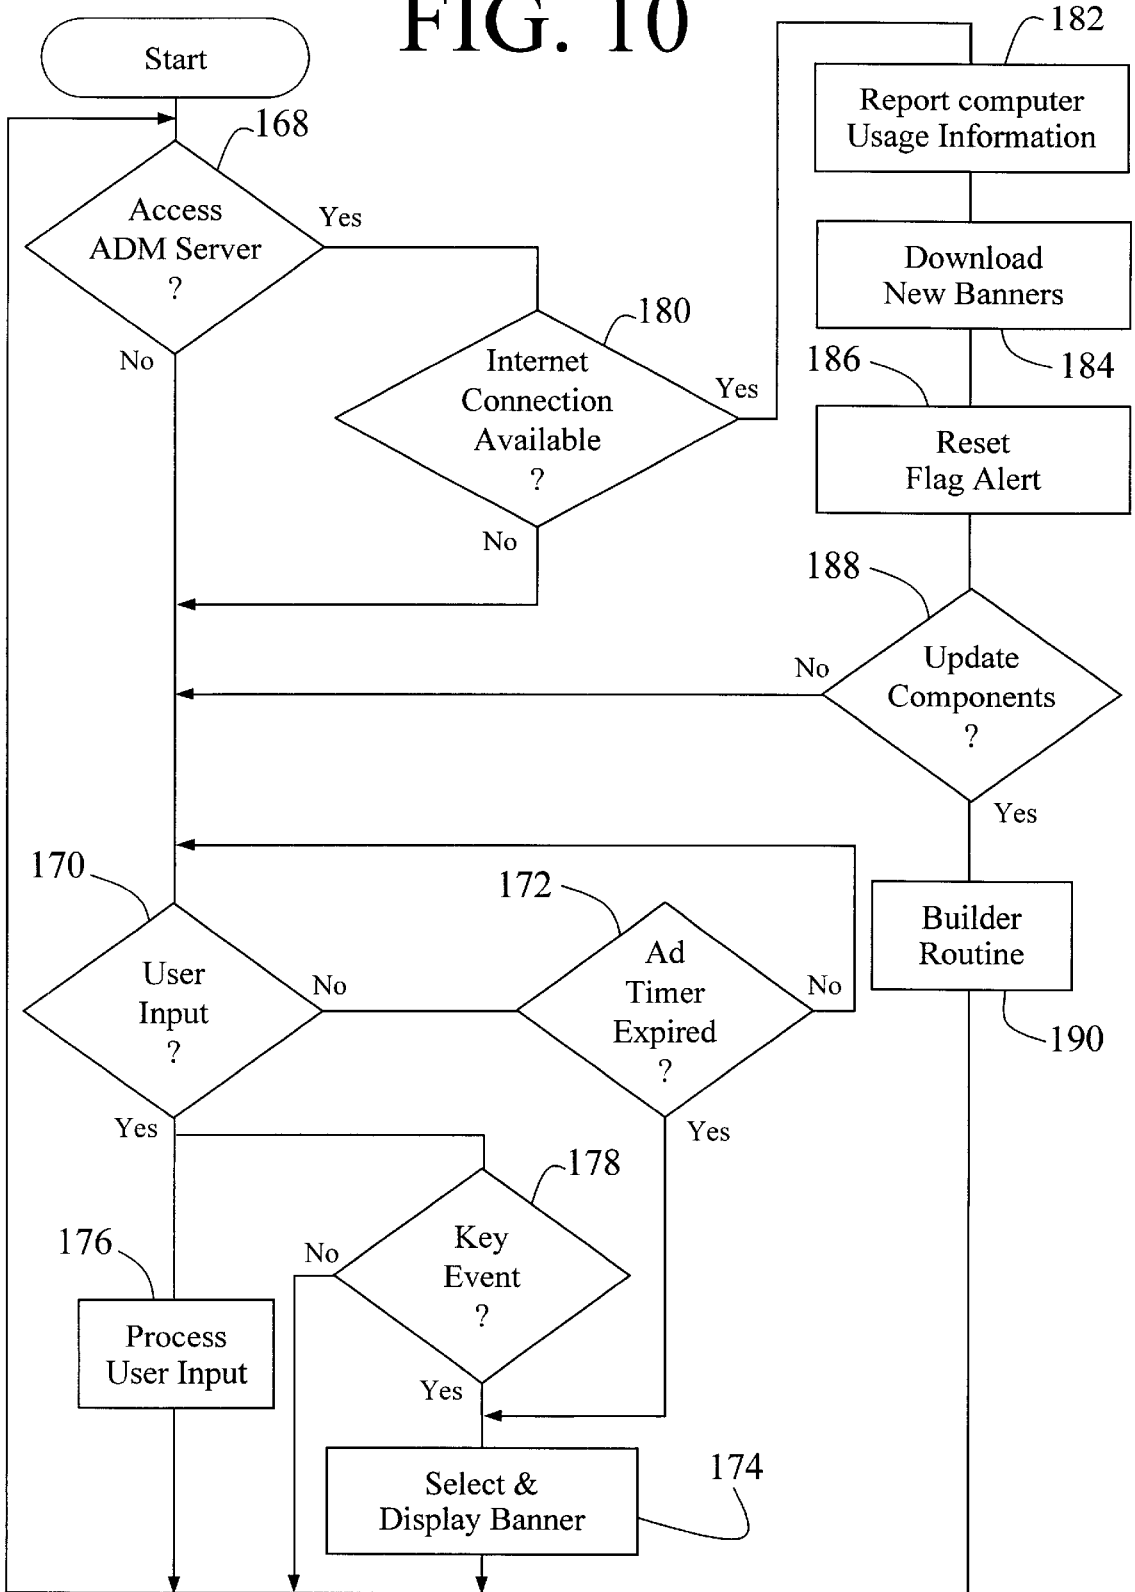 FIG. 10
Start
168
Access
ADM Server
?
Yes
No
180
Internet
Connection
Available
?
Yes
No
182
Report computer
Usage Information
Download
New Banners
184
186
Reset
Flag Alert
188
Update
Components
?
No
Yes
Builder
Routine
190
170
User
Input
?
No
Yes
172
Ad
Timer
Expired
?
No
Yes
178
Key
Event
?
No
Yes
176
Process
User Input
Select &
Display Banner
174